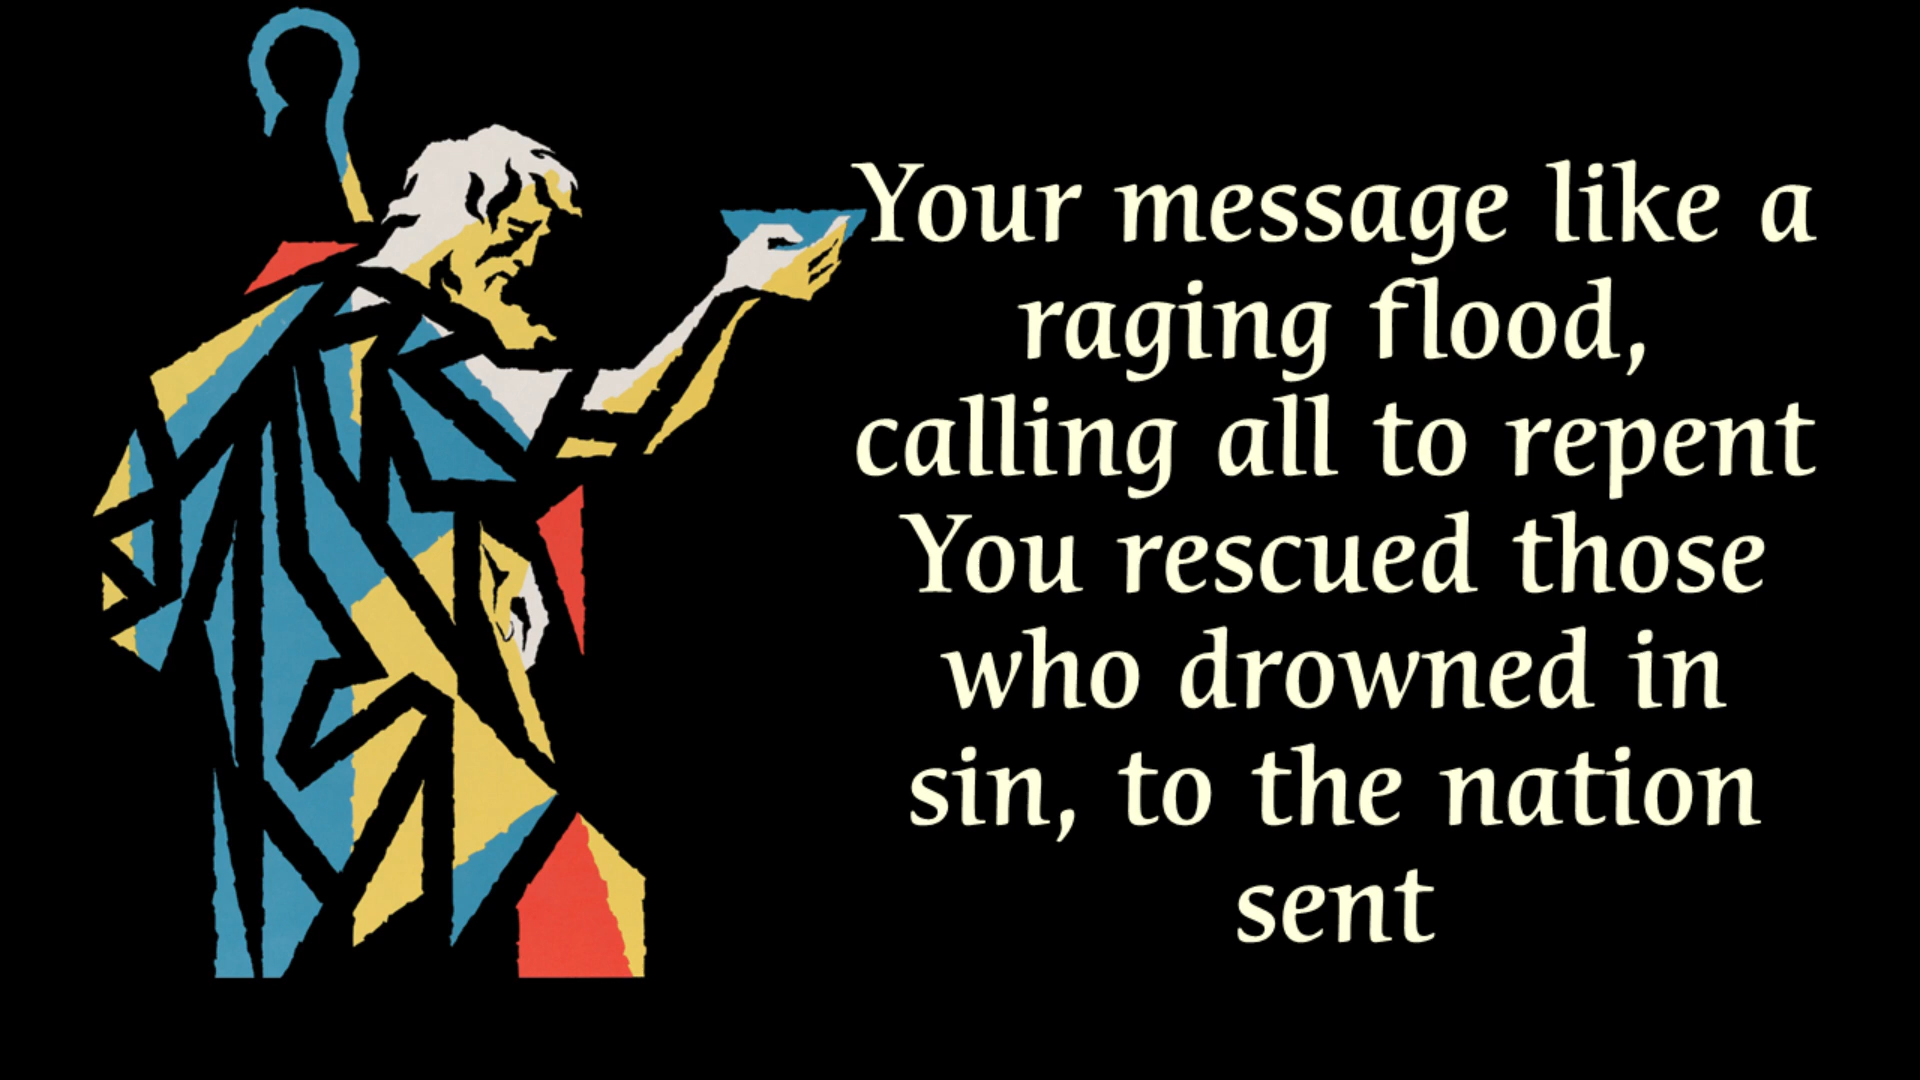 Your message like a
raging flood,
calling all to repent
You rescued those
who drowned in
sin, to the nation
sent